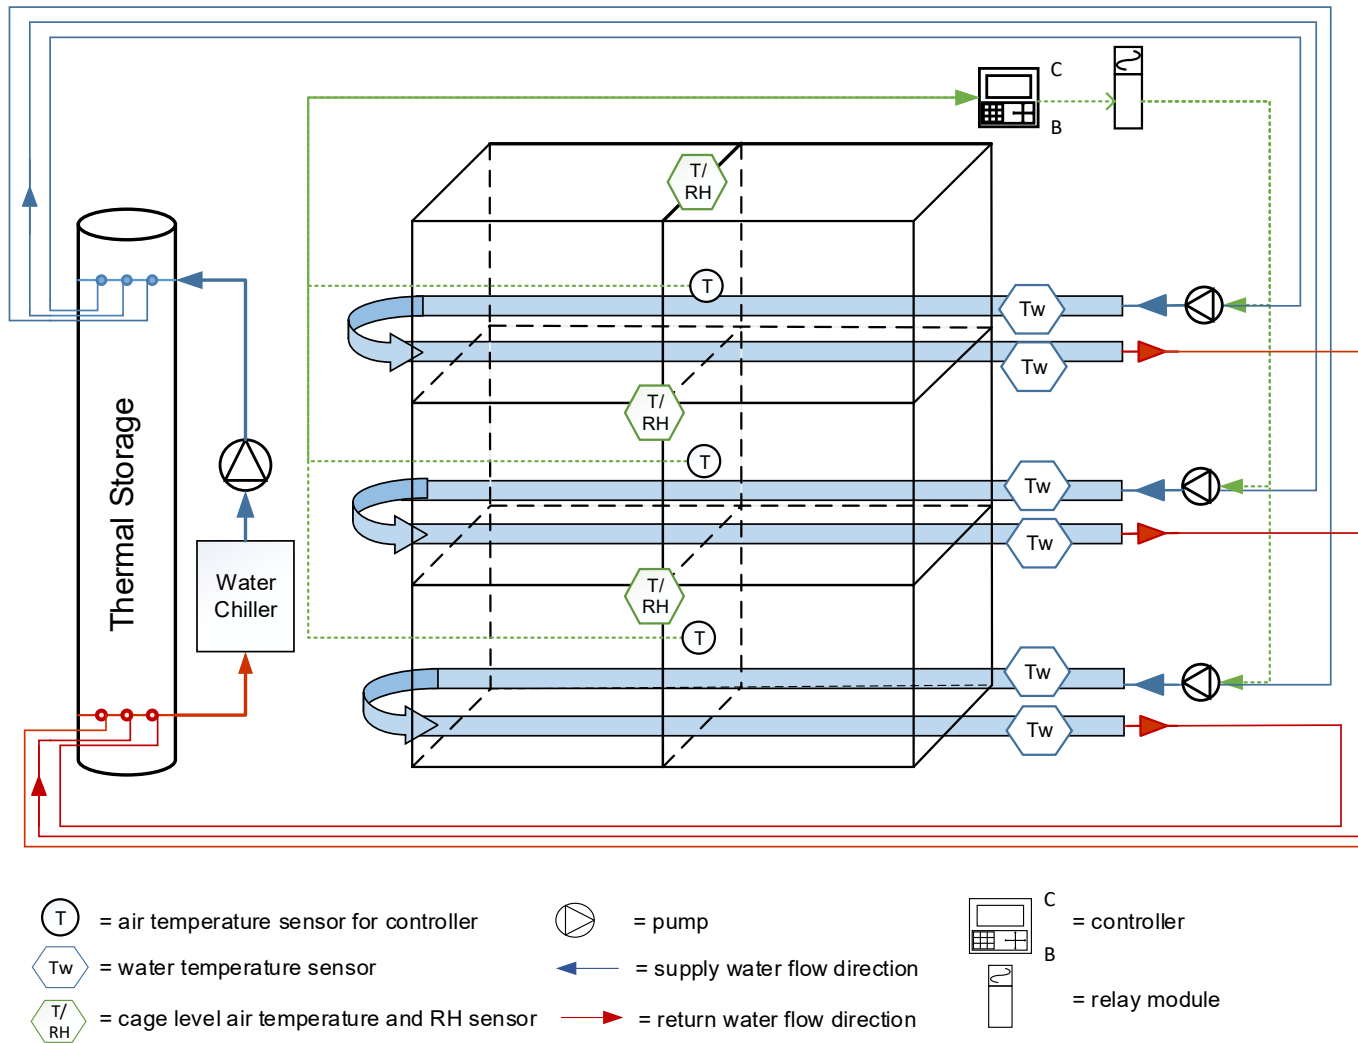 C
B
T/
RH
T
Tw
Tw
T/
RH
T
Tw
Tw
Thermal Storage
Water
Chiller
T/
RH
T
Tw
Tw
C
T = air temperature sensor for controller
= pump
= controller
B
Tw = water temperature sensor
= supply water flow direction
T/
RH
= cage level air temperature and RH sensor
= return water flow direction
= relay module